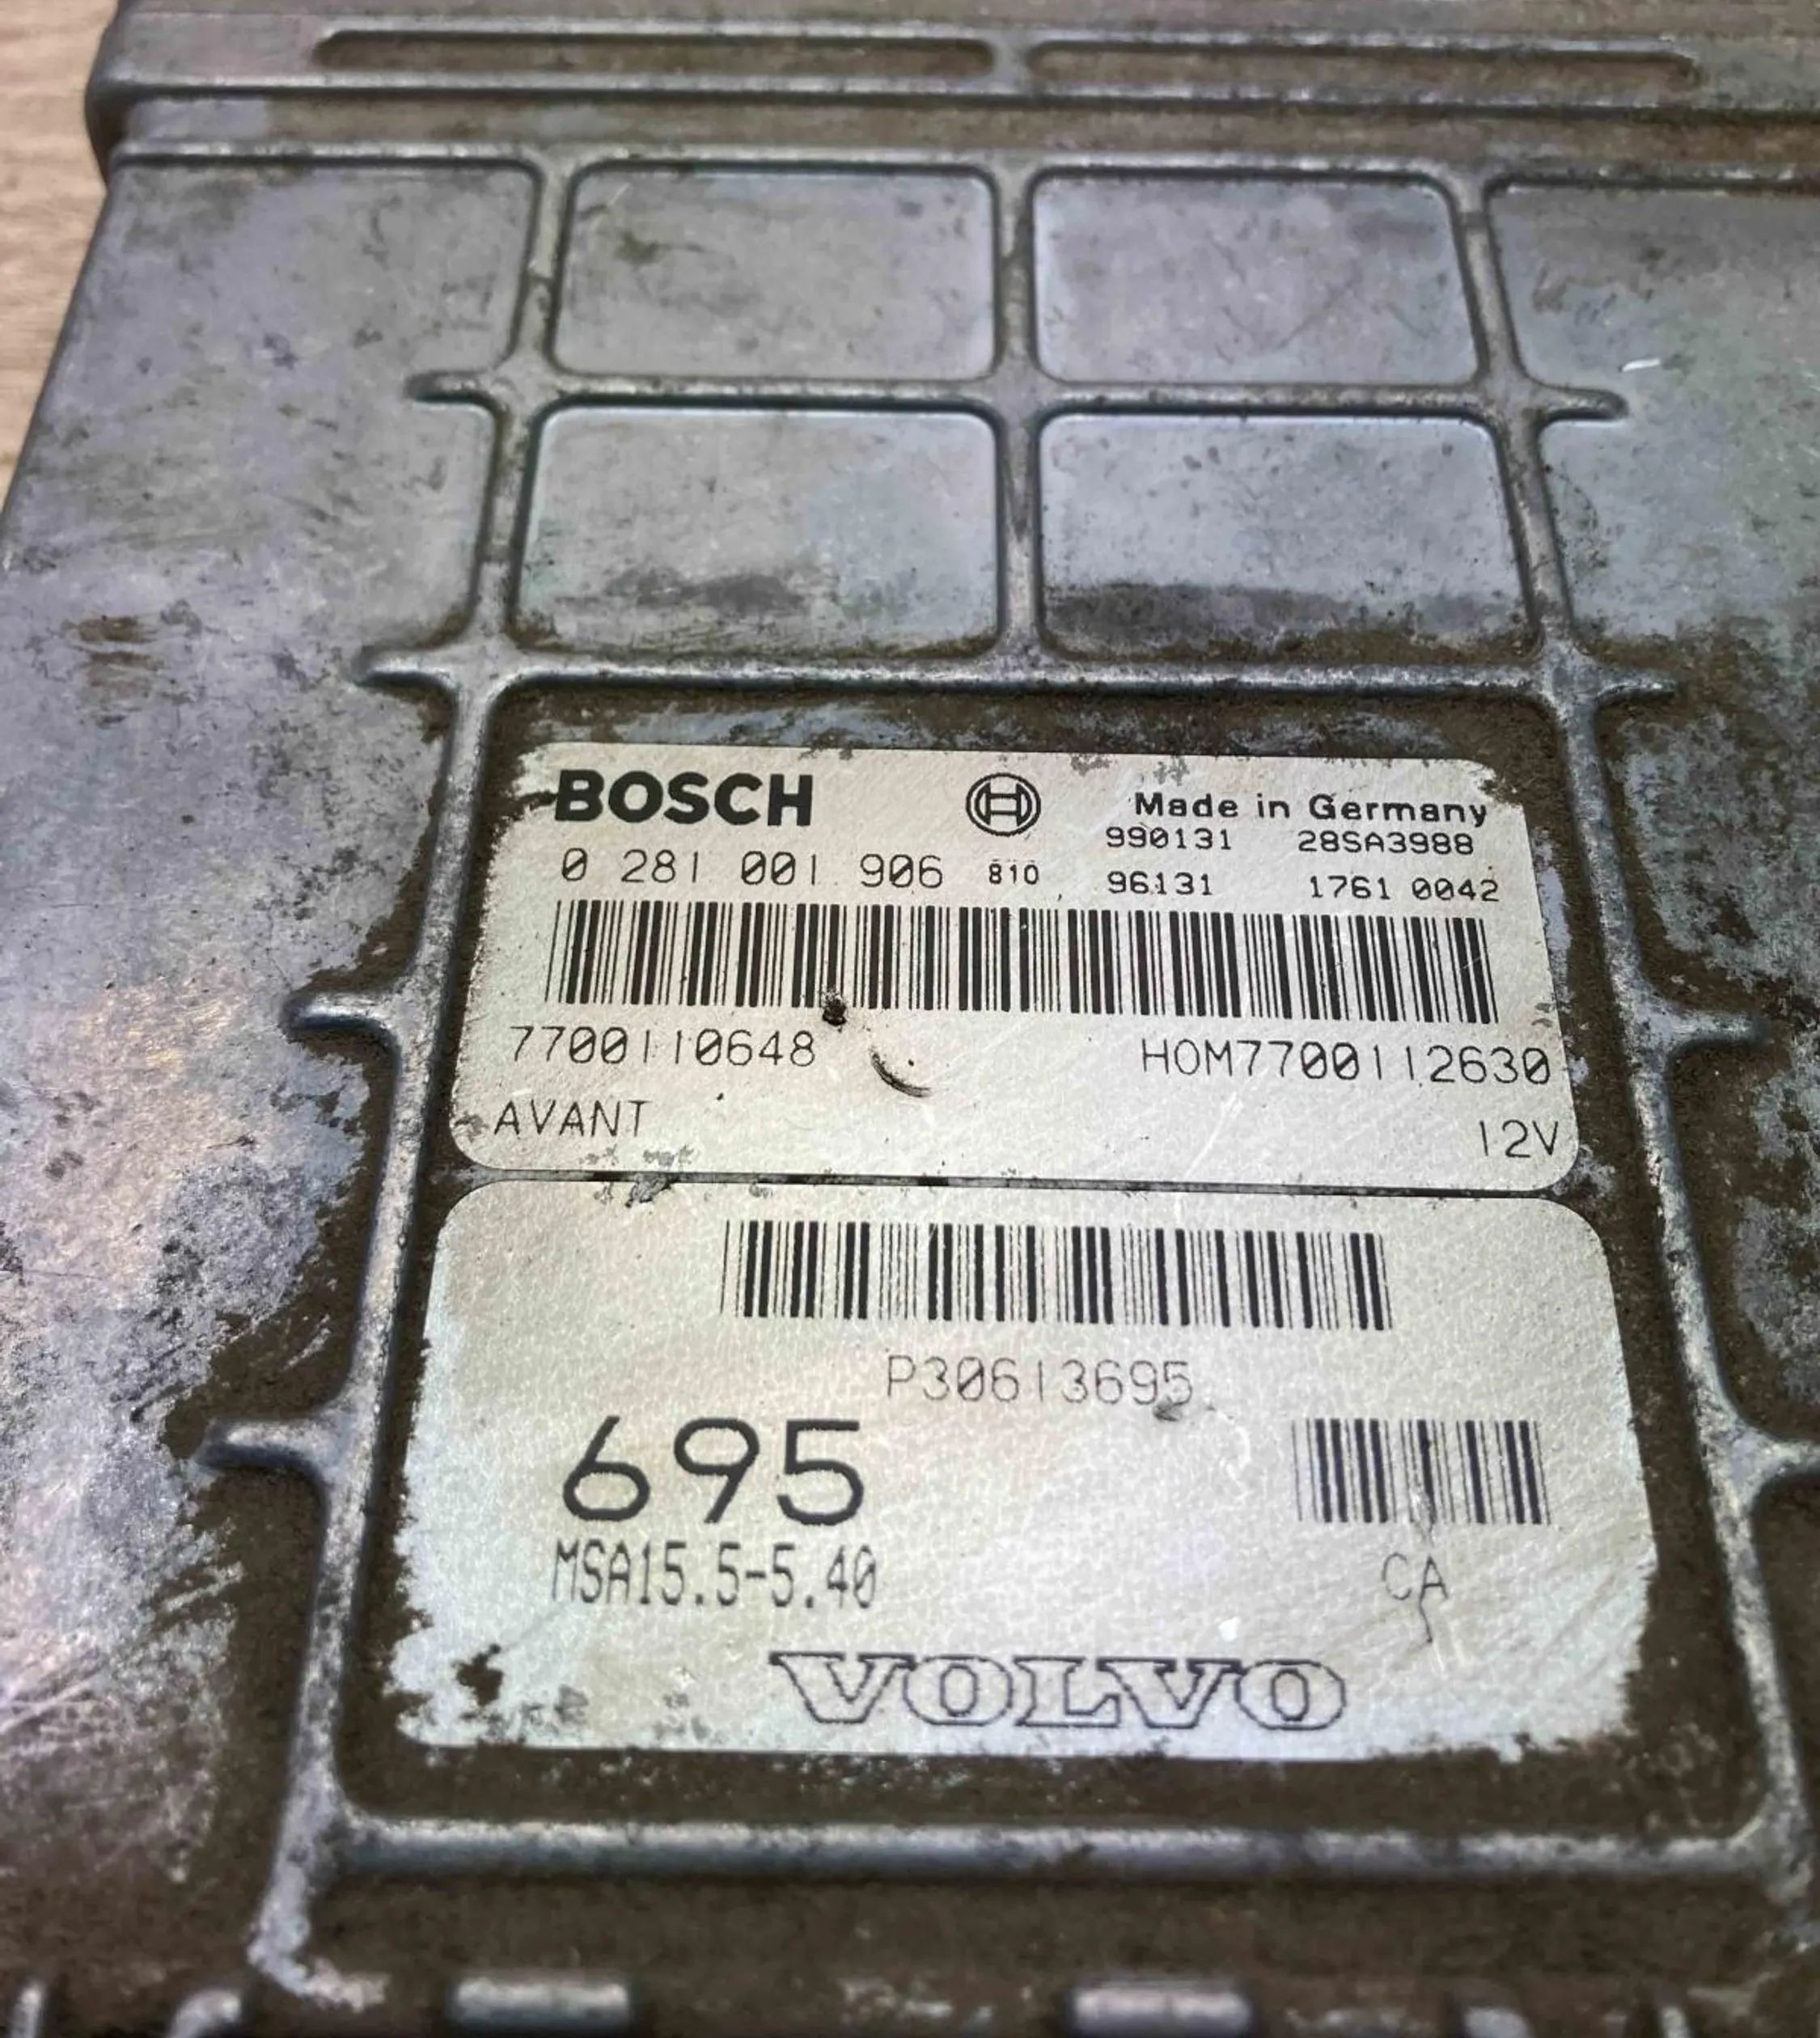 BOSCH Made in Germany
990131 28SA3988
0 281 001 906 810 96131 1761 0042
7700110648 HOM7700112630
AVANT 12V
P30613695
695
MSA15.5-5.40 CA
VOLVO